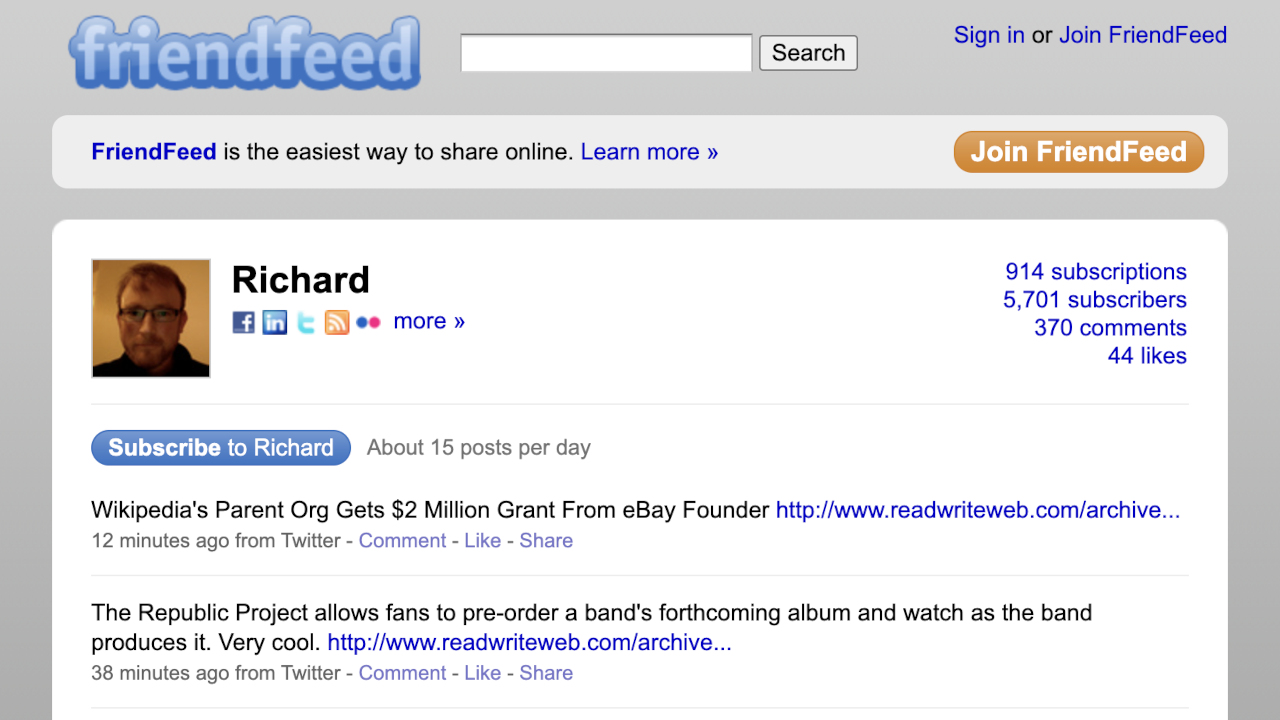 friendfeed
Search
Sign in or Join FriendFeed
FriendFeed is the easiest way to share online. Learn more »
Join FriendFeed
Richard
f in t more »
914 subscriptions
5,701 subscribers
370 comments
44 likes
Subscribe to Richard About 15 posts per day
Wikipedia's Parent Org Gets $2 Million Grant From eBay Founder http://www.readwriteweb.com/archive...
12 minutes ago from Twitter - Comment - Like - Share
The Republic Project allows fans to pre-order a band's forthcoming album and watch as the band
produces it. Very cool. http://www.readwriteweb.com/archive...
38 minutes ago from Twitter - Comment - Like - Share